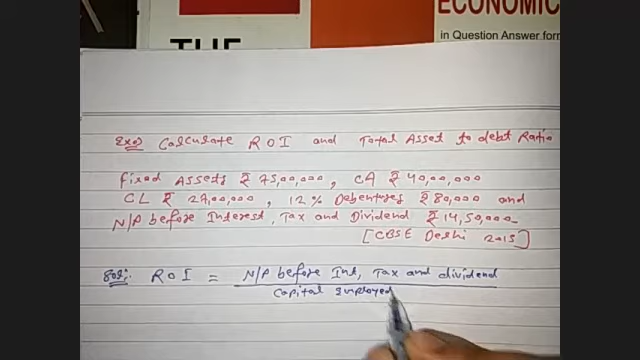 ECONOMIC
in Question Answer form
THE
Exo2 Calculate ROI and Total Asset to debt Ratio
fixed Assets ₹ 75,00,000, CA ₹ 40,00,000
CL ₹ 27,00,000, 12% Debentures ₹ 80,000 and
N/P before Interest, Tax and Dividend ₹ 14,50,000
[CBSE Delhi 2015]
Sol:. ROI = N/P before Int, Tax and dividend
Capital Employed